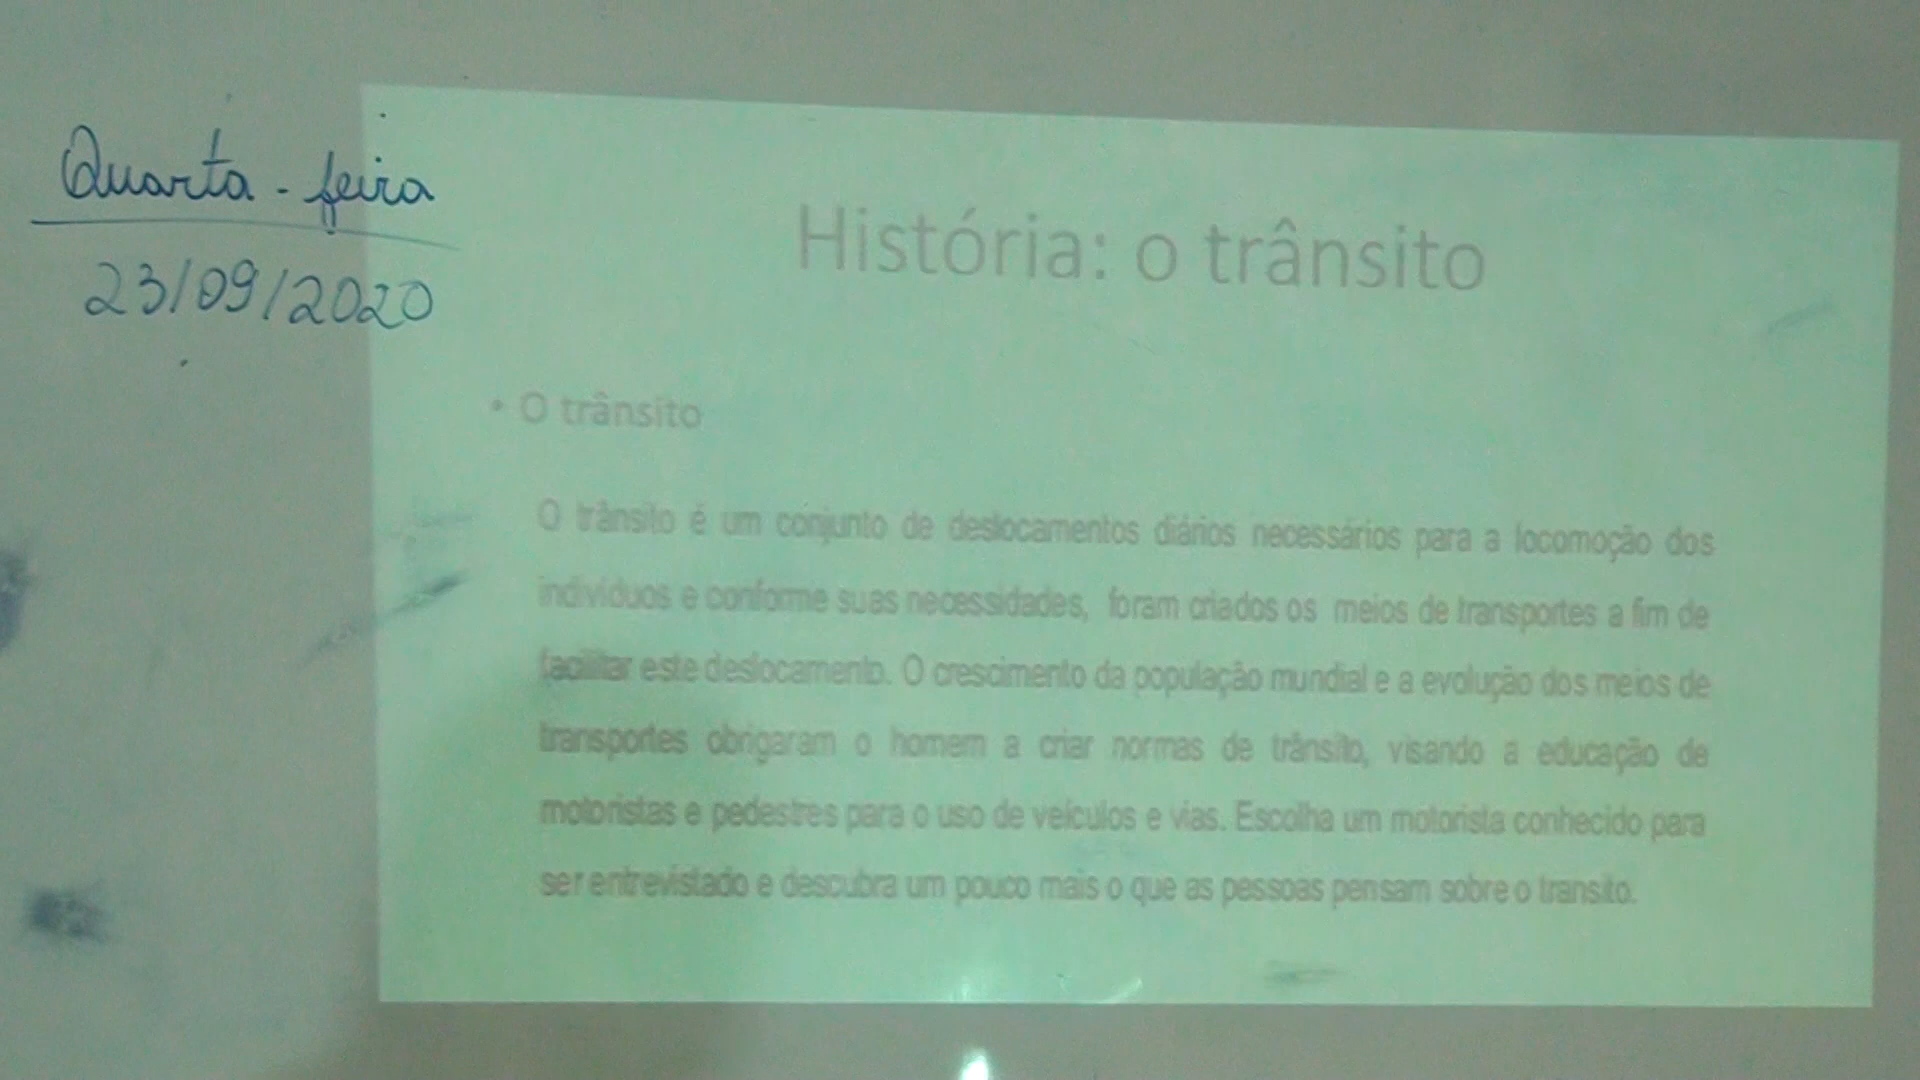 Quarta-feira
23/09/2020
História: o trânsito
• O trânsito
O trânsito é um conjunto de deslocamentos diários necessários para a locomoção dos
indivíduos e conforme suas necessidades, foram criados os meios de transportes a fim de
facilitar este deslocamento. O crescimento da população mundial e a evolução dos meios de
transportes obrigaram o homem a criar normas de trânsito, visando a educação de
motoristas e pedestres para o uso de veículos e vias. Escolha um motorista conhecido para
ser entrevistado e descubra um pouco mais o que as pessoas pensam sobre o transito.